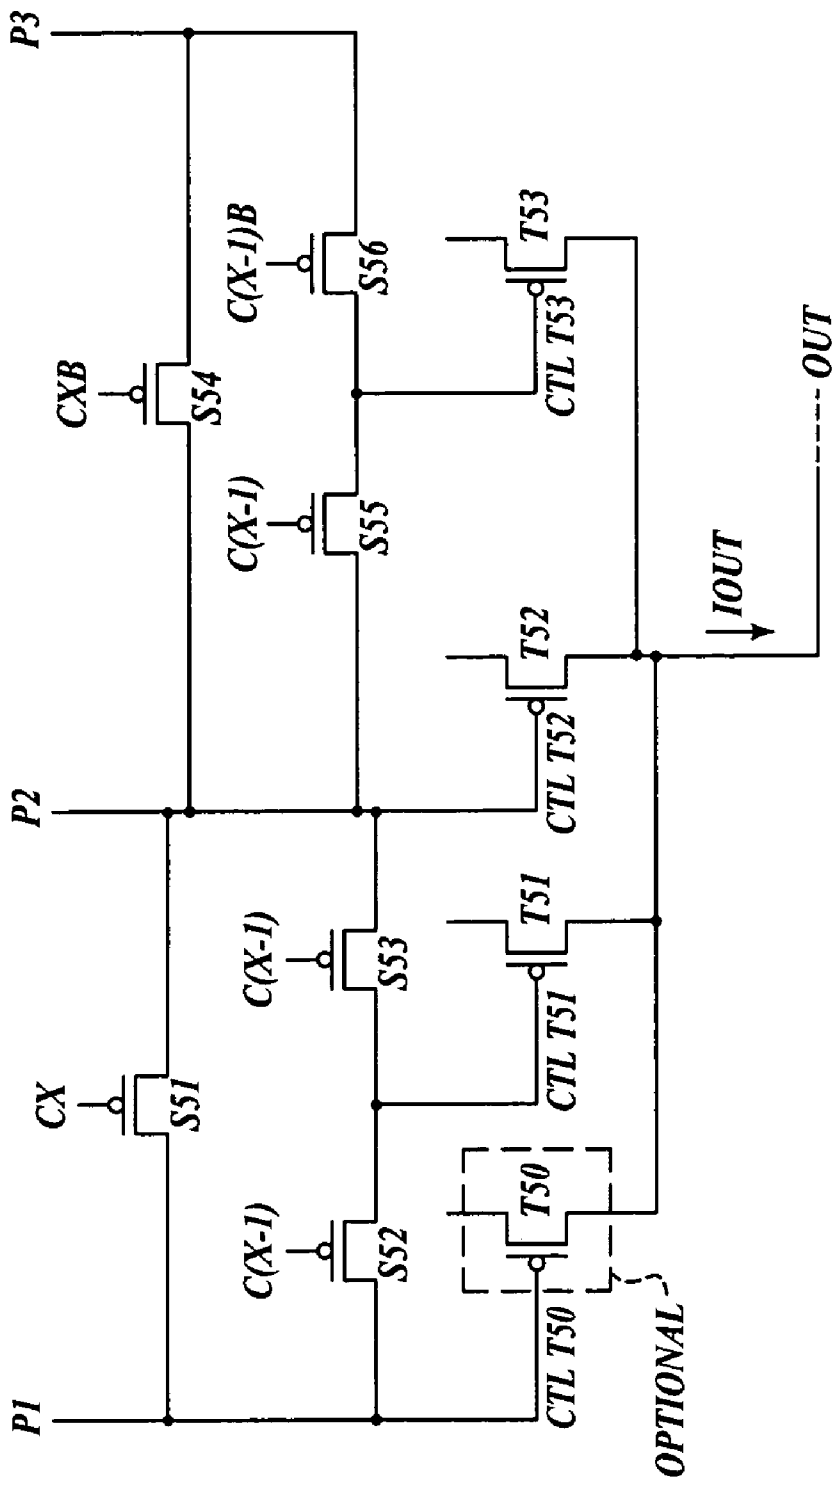 P1
P2
P3
CX
S51
CXB
S54
C(X-1)
S52
C(X-1)
S53
C(X-1)
S55
C(X-1)B
S56
CTL T50
T50
CTL T51
T51
CTL T52
T52
CTL T53
T53
OPTIONAL
IOUT
OUT